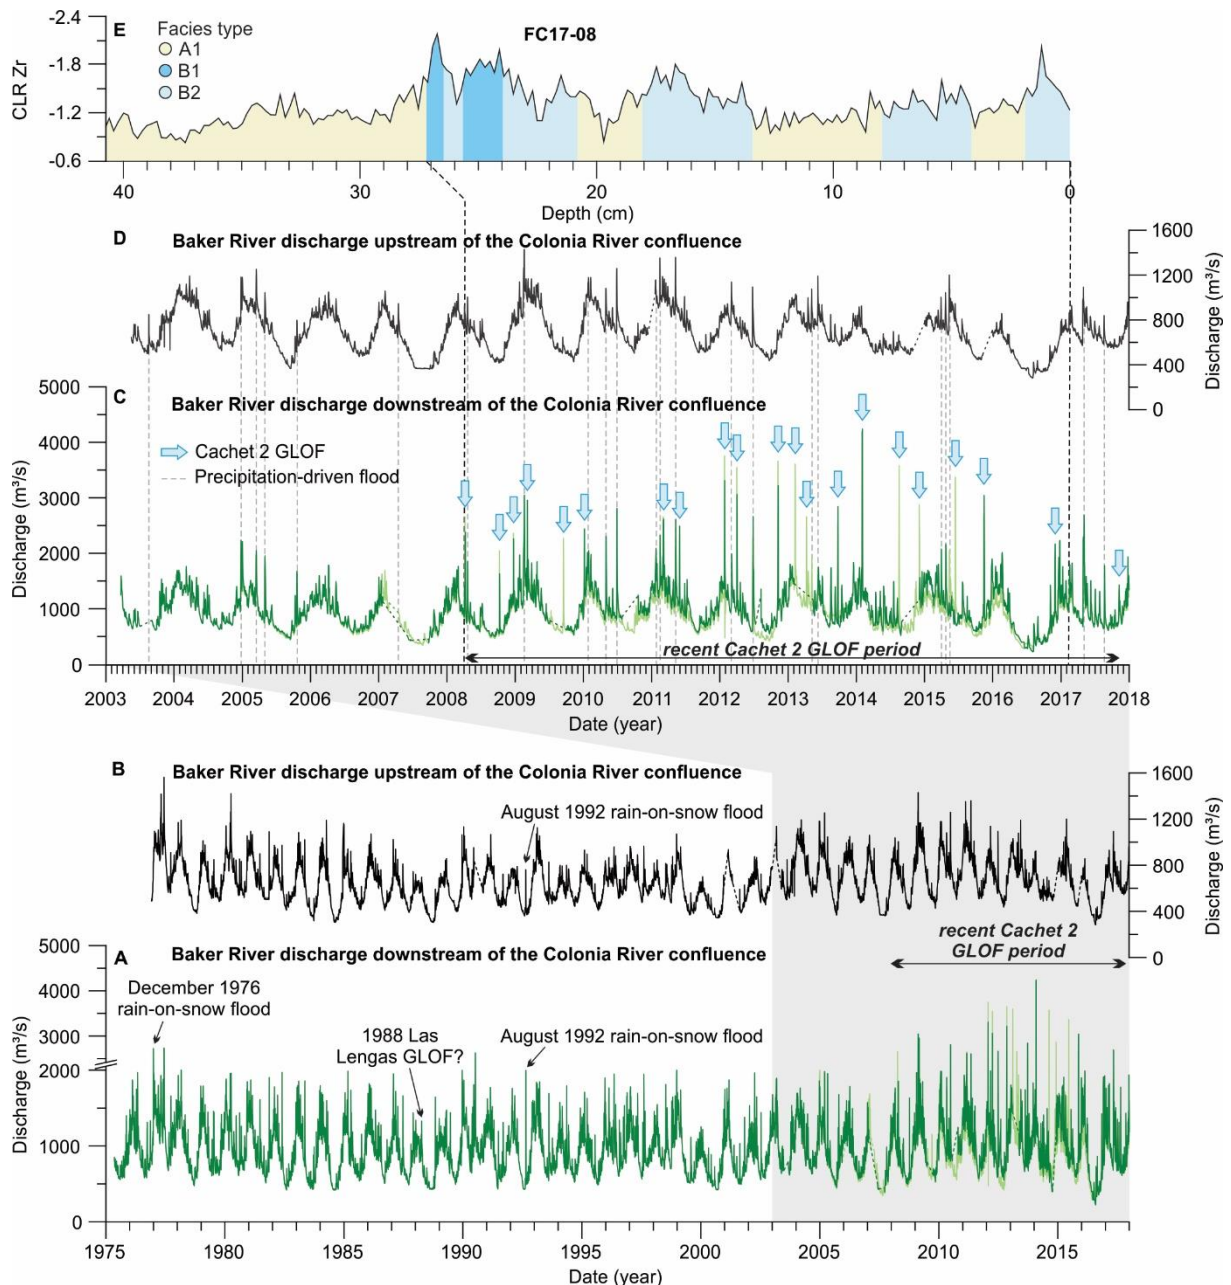 E
Facies type
A1
B1
B2
FC17-08
CLR Zr
-2.4
-1.8
-1.2
-0.6
40 30 20 10 0
Depth (cm)
D Baker River discharge upstream of the Colonia River confluence
1600
1200
800
400
0
Discharge (m³/s)
C Baker River discharge downstream of the Colonia River confluence
Cachet 2 GLOF
Precipitation-driven flood
5000
4000
3000
2000
1000
0
Discharge (m³/s)
recent Cachet 2 GLOF period
2003 2004 2005 2006 2007 2008 2009 2010 2011 2012 2013 2014 2015 2016 2017 2018
Date (year)
B Baker River discharge upstream of the Colonia River confluence
August 1992 rain-on-snow flood
1600
1200
800
400
0
Discharge (m³/s)
recent Cachet 2
GLOF period
A Baker River discharge downstream of the Colonia River confluence
December 1976
rain-on-snow flood
1988 Las
Lengas GLOF?
August 1992 rain-on-snow flood
5000
4000
3000
2000
1000
0
Discharge (m³/s)
1975 1980 1985 1990 1995 2000 2005 2010 2015
Date (year)